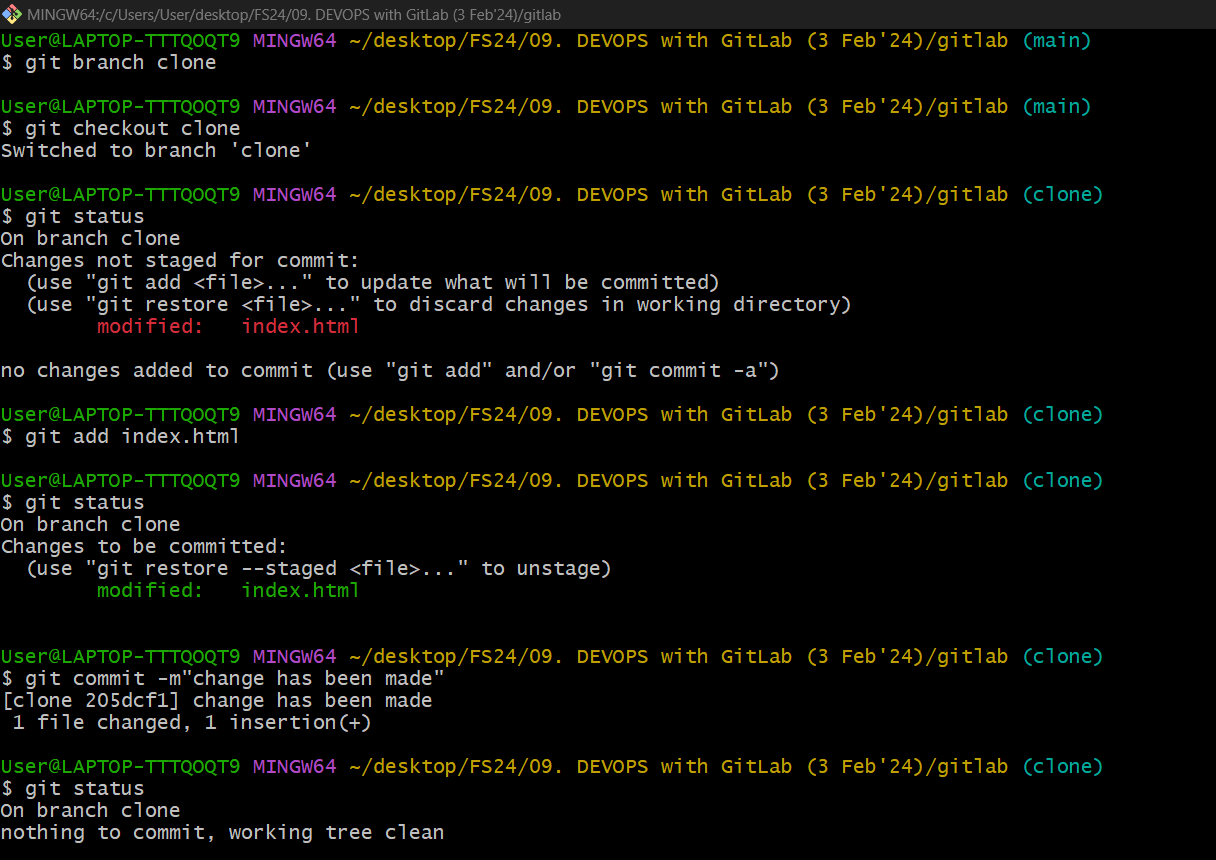 MINGW64:/c/Users/User/desktop/FS24/09. DEVOPS with GitLab (3 Feb'24)/gitlab
User@LAPTOP-TTTQOQT9 MINGW64 ~/desktop/FS24/09. DEVOPS with GitLab (3 Feb'24)/gitlab (main)
$ git branch clone
User@LAPTOP-TTTQOQT9 MINGW64 ~/desktop/FS24/09. DEVOPS with GitLab (3 Feb'24)/gitlab (main)
$ git checkout clone
Switched to branch 'clone'
User@LAPTOP-TTTQOQT9 MINGW64 ~/desktop/FS24/09. DEVOPS with GitLab (3 Feb'24)/gitlab (clone)
$ git status
On branch clone
Changes not staged for commit:
  (use "git add <file>..." to update what will be committed)
  (use "git restore <file>..." to discard changes in working directory)
        modified:   index.html
no changes added to commit (use "git add" and/or "git commit -a")
User@LAPTOP-TTTQOQT9 MINGW64 ~/desktop/FS24/09. DEVOPS with GitLab (3 Feb'24)/gitlab (clone)
$ git add index.html
User@LAPTOP-TTTQOQT9 MINGW64 ~/desktop/FS24/09. DEVOPS with GitLab (3 Feb'24)/gitlab (clone)
$ git status
On branch clone
Changes to be committed:
  (use "git restore --staged <file>..." to unstage)
        modified:   index.html
User@LAPTOP-TTTQOQT9 MINGW64 ~/desktop/FS24/09. DEVOPS with GitLab (3 Feb'24)/gitlab (clone)
$ git commit -m"change has been made"
[clone 205dcf1] change has been made
 1 file changed, 1 insertion(+)
User@LAPTOP-TTTQOQT9 MINGW64 ~/desktop/FS24/09. DEVOPS with GitLab (3 Feb'24)/gitlab (clone)
$ git status
On branch clone
nothing to commit, working tree clean